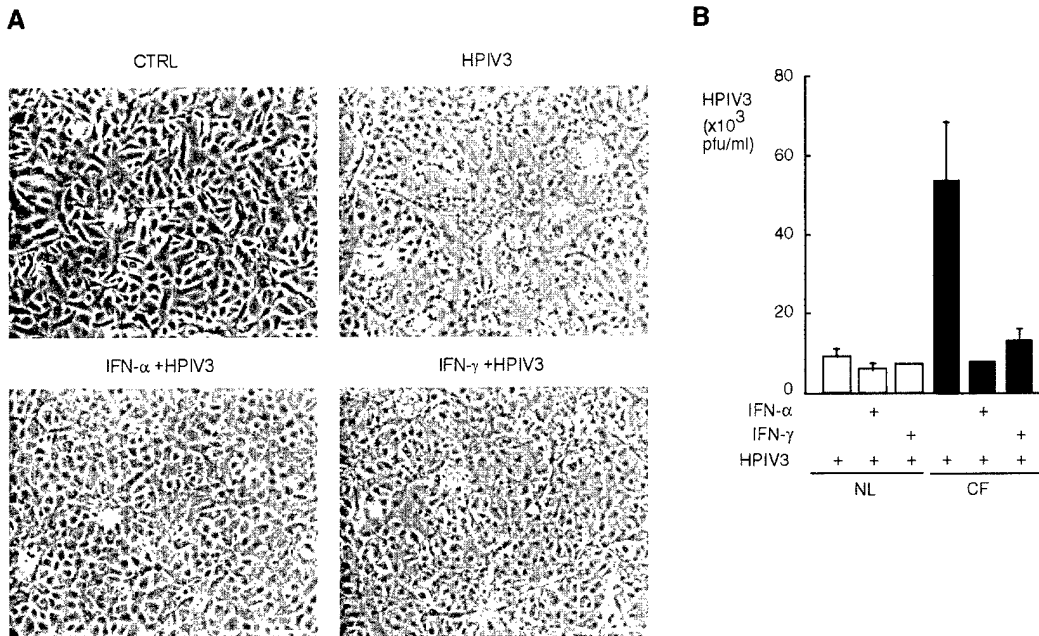 A
CTRL
HPIV3
IFN-α +HPIV3
IFN-γ +HPIV3
B
HPIV3
(x10³
pfu/ml)
80
60
40
20
0
IFN-α +  +
IFN-γ +  +
HPIV3 + + + + + +
NL CF